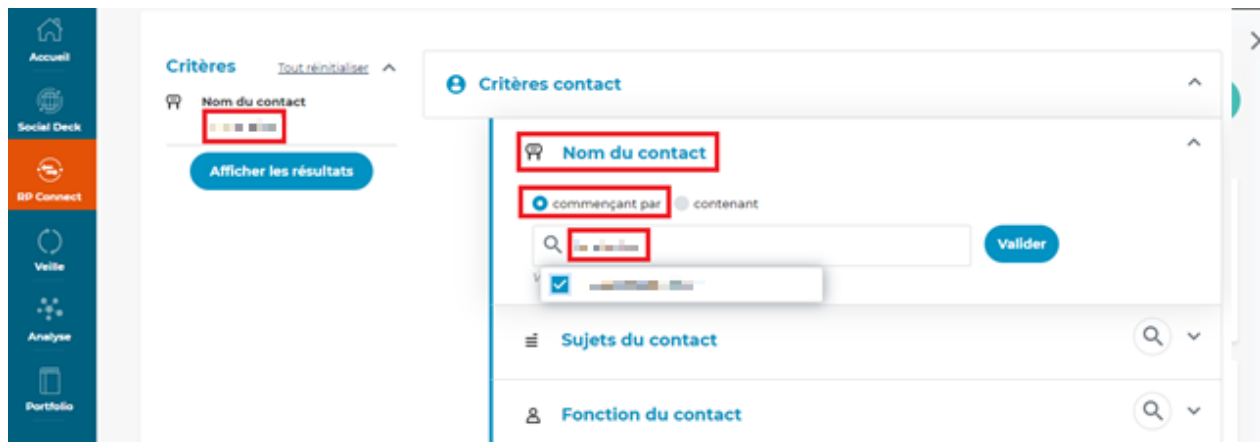 Accueil
Social Deck
RP Connect
Veille
Analyse
Portfolio
Critères Tout réinitialiser
Nom du contact
Afficher les résultats
Critères contact
Nom du contact
commençant par contenant
Valider
Sujets du contact
Fonction du contact